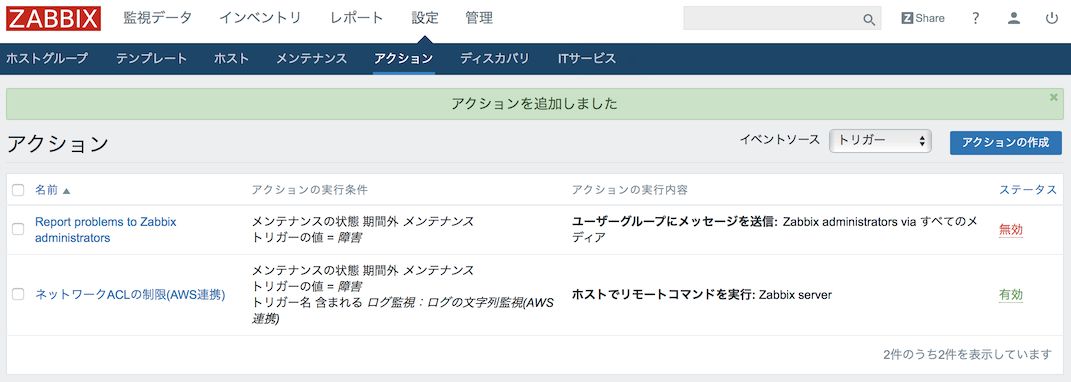 ZABBIX 監視データ インベントリ レポート 設定 管理 Z Share ?
ホストグループ テンプレート ホスト メンテナンス アクション ディスカバリ ITサービス
アクションを追加しました
アクション イベントソース トリガー アクションの作成
名前 ▲ アクションの実行条件 アクションの実行内容 ステータス
Report problems to Zabbix
administrators
メンテナンスの状態 期間外 メンテナンス
トリガーの値 = 障害
ユーザーグループにメッセージを送信: Zabbix administrators via すべてのメ
ディア
無効
ネットワークACLの制限(AWS連携)
メンテナンスの状態 期間外 メンテナンス
トリガーの値 = 障害
トリガー名 含まれる ログ監視：ログの文字列監視(AWS
連携)
ホストでリモートコマンドを実行: Zabbix server
有効
2件のうち2件を表示しています